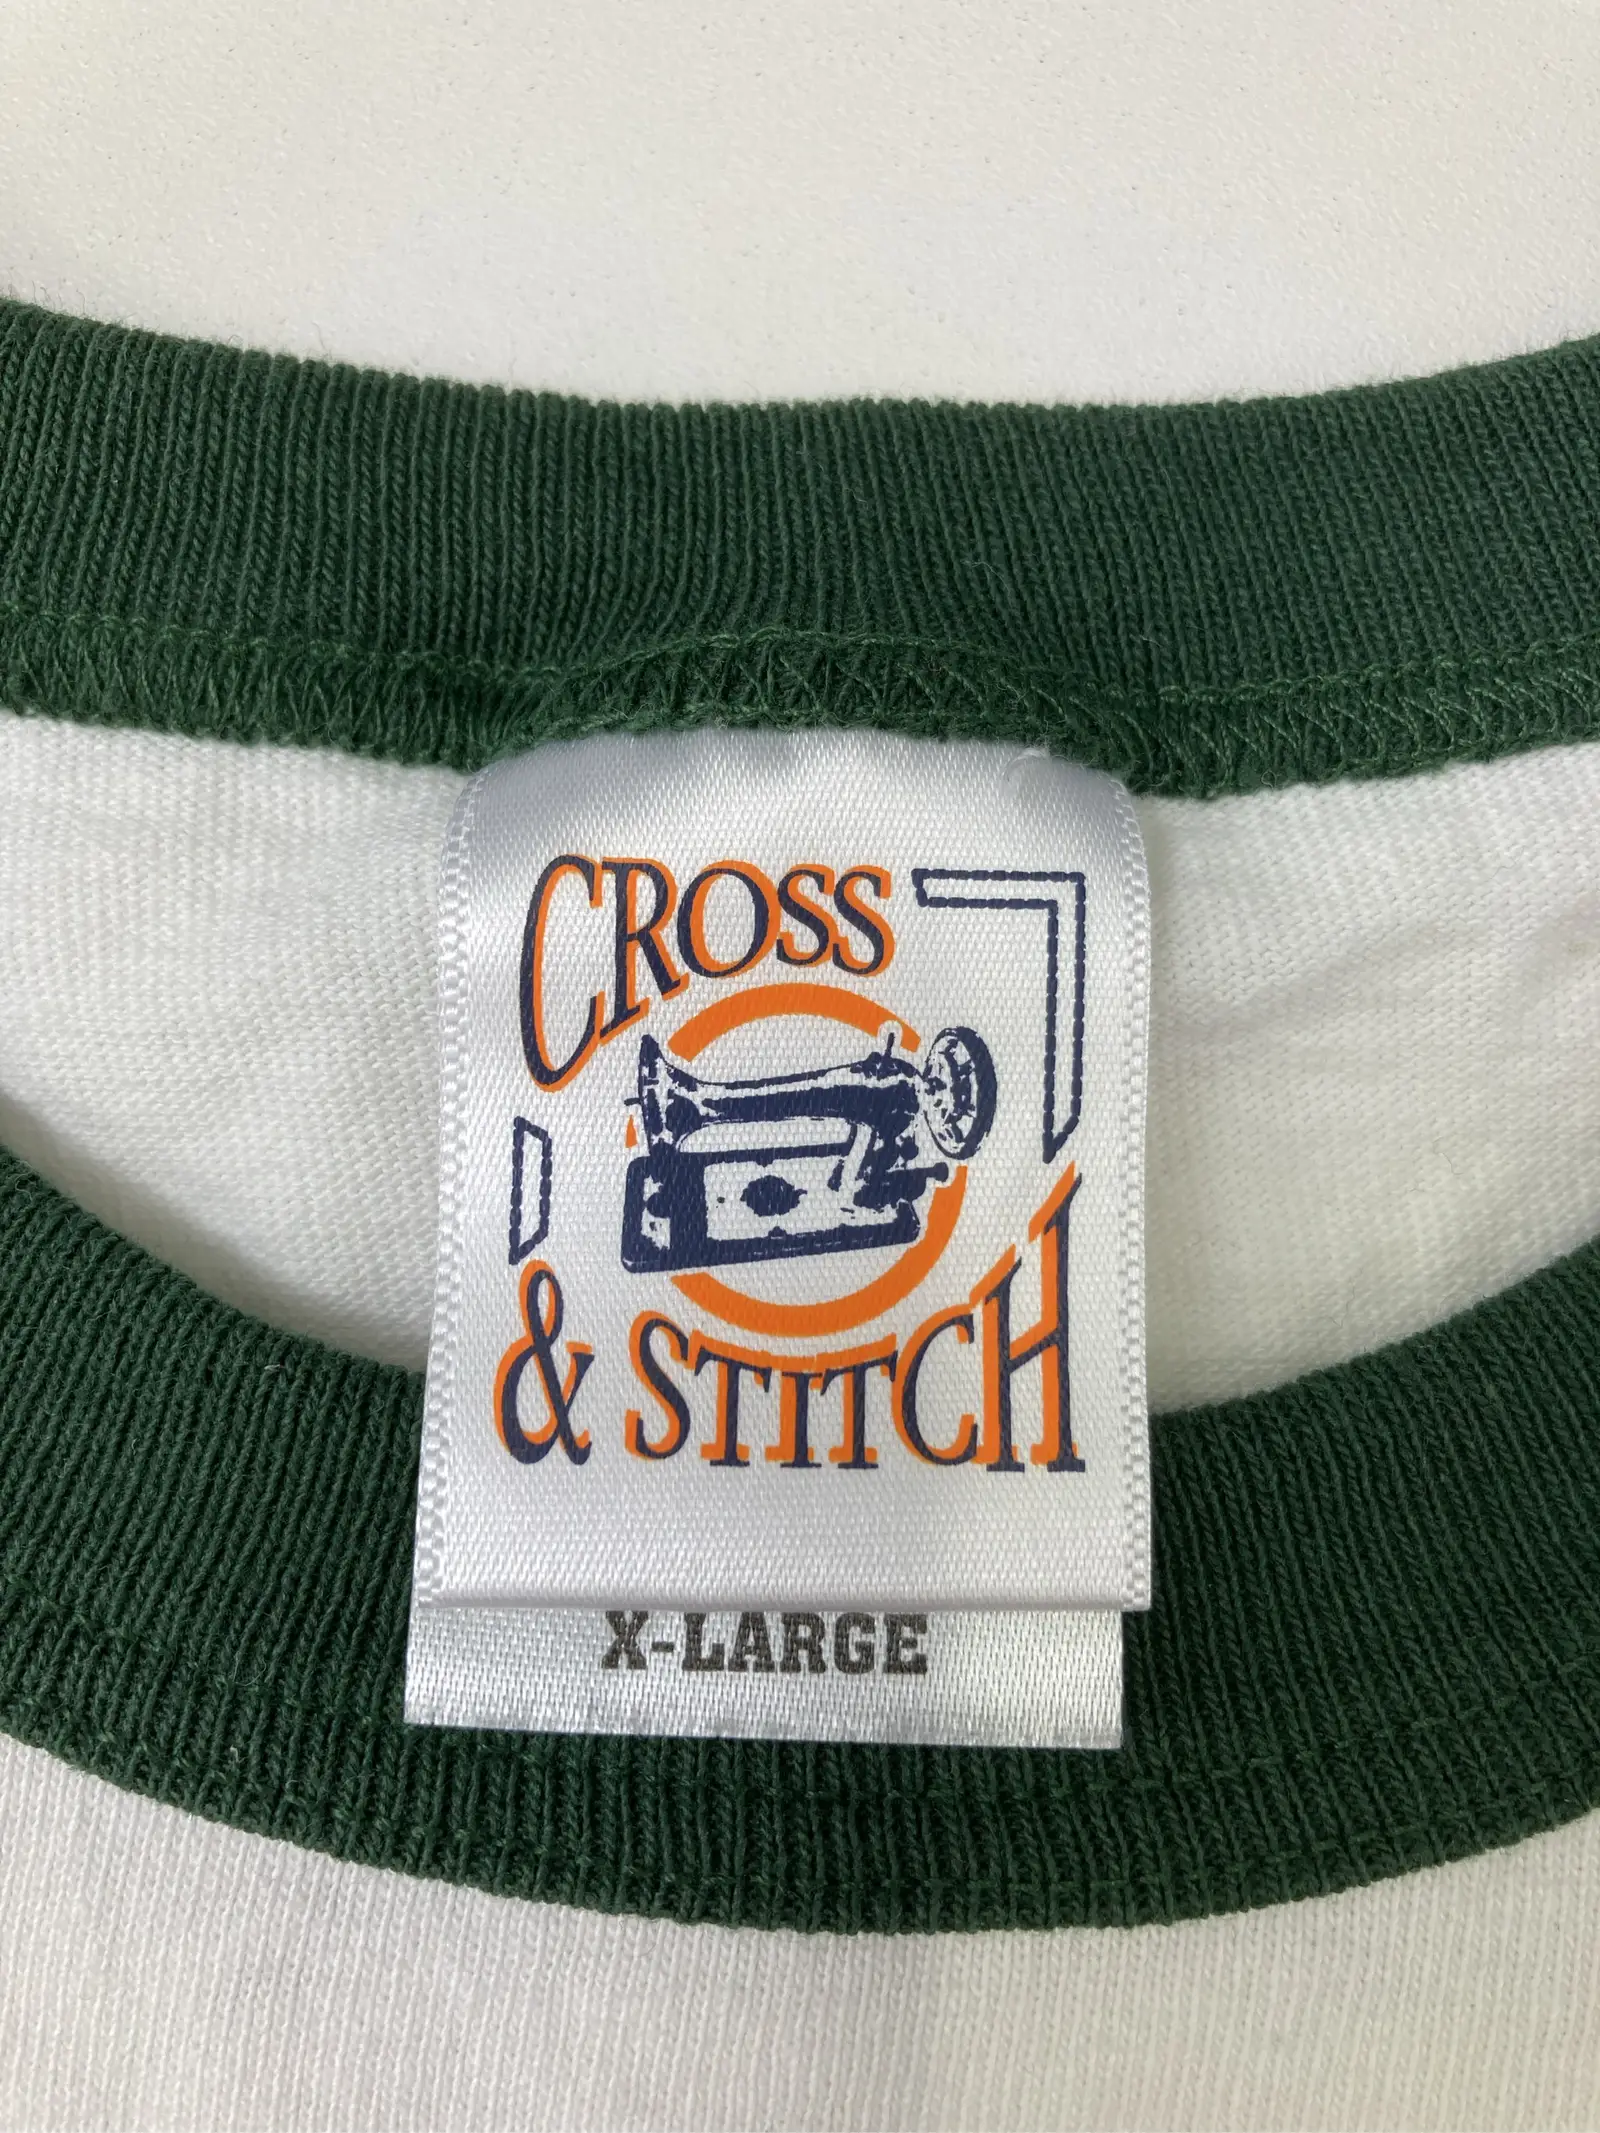 CROSS
& STITCH
X-LARGE